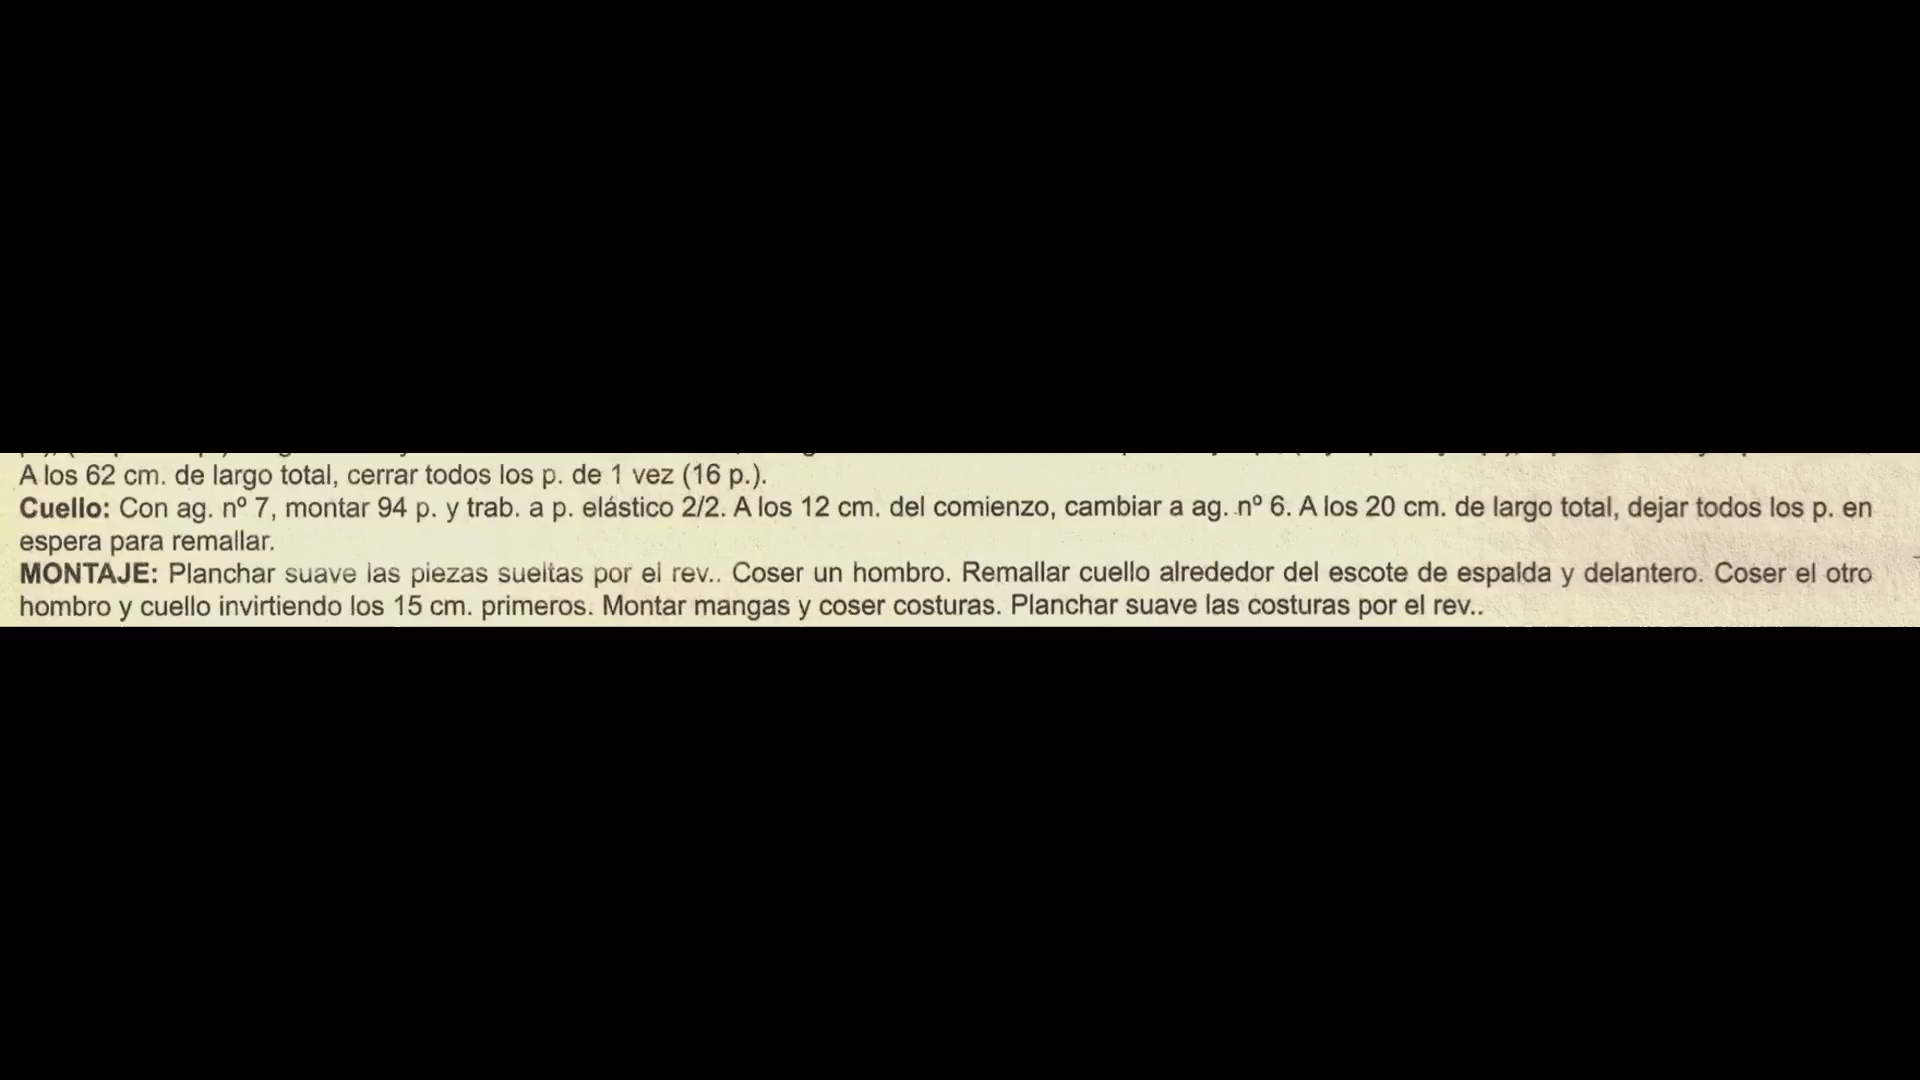 A los 62 cm. de largo total, cerrar todos los p. de 1 vez (16 p.).
Cuello: Con ag. nº 7, montar 94 p. y trab. a p. elástico 2/2. A los 12 cm. del comienzo, cambiar a ag. nº 6. A los 20 cm. de largo total, dejar todos los p. en
espera para remallar.
MONTAJE: Planchar suave las piezas sueltas por el rev.. Coser un hombro. Remallar cuello alrededor del escote de espalda y delantero. Coser el otro
hombro y cuello invirtiendo los 15 cm. primeros. Montar mangas y coser costuras. Planchar suave las costuras por el rev..